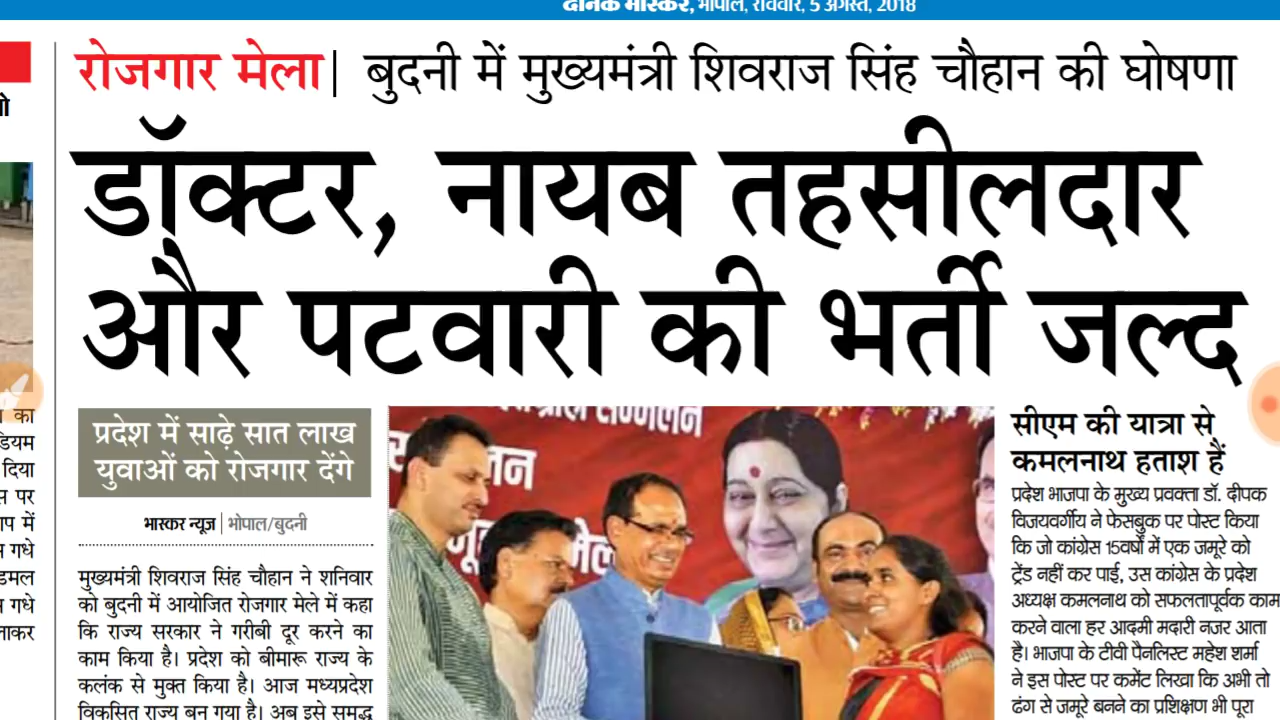 दैनिक भास्कर, भोपाल, रविवार, 5 अगस्त, 2018
रोजगार मेला| बुदनी में मुख्यमंत्री शिवराज सिंह चौहान की घोषणा
डॉक्टर, नायब तहसीलदार
और पटवारी की भर्ती जल्द
प्रदेश में साढ़े सात लाख
युवाओं को रोजगार देंगे
भास्कर न्यूज | भोपाल/बुदनी
मुख्यमंत्री शिवराज सिंह चौहान ने शनिवार
को बुदनी में आयोजित रोजगार मेले में कहा
कि राज्य सरकार ने गरीबी दूर करने का
काम किया है। प्रदेश को बीमारू राज्य के
कलंक से मुक्त किया है। आज मध्यप्रदेश
विकसित राज्य बन गया है। अब इसे समृद्ध
सीएम की यात्रा से
कमलनाथ हताश हैं
प्रदेश भाजपा के मुख्य प्रवक्ता डॉ. दीपक
विजयवर्गीय ने फेसबुक पर पोस्ट किया
कि जो कांग्रेस 15वर्षों में एक जमूरे को
ट्रेंड नहीं कर पाई, उस कांग्रेस के प्रदेश
अध्यक्ष कमलनाथ को सफलतापूर्वक काम
करने वाला हर आदमी मदारी नजर आता
है। भाजपा के टीवी पैनलिस्ट महेश शर्मा
ने इस पोस्ट पर कमेंट लिखा कि अभी तो
ढंग से जमूरे बनने का प्रशिक्षण भी पूरा
का
दिया
पर
में
गधे
गधे